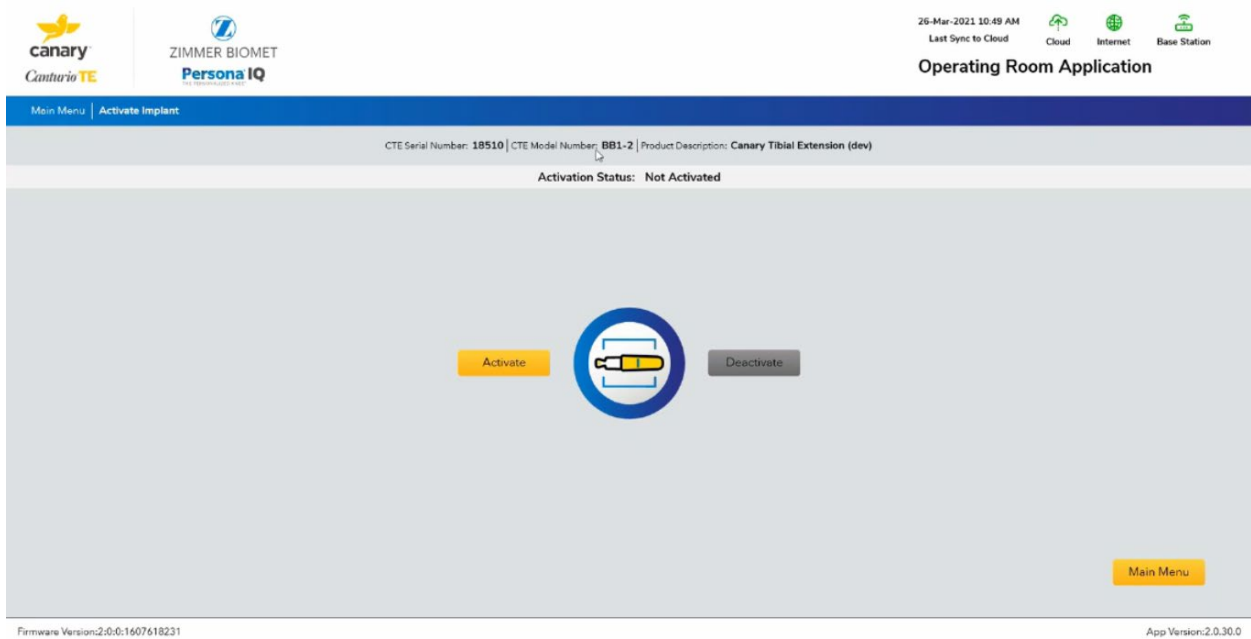 canary
Canturio TE
ZIMMER BIOMET
Persona IQ
26-Mar-2021 10:49 AM
Last Sync to Cloud
Cloud
Internet
Base Station
Operating Room Application
Main Menu | Activate Implant
CTE Serial Number: 18510 | CTE Model Number: BB1-2 | Product Description: Canary Tibial Extension (dev)
Activation Status: Not Activated
Activate
Deactivate
Main Menu
Firmware Version:2:0:0:1607618231
App Version:2.0.30.0